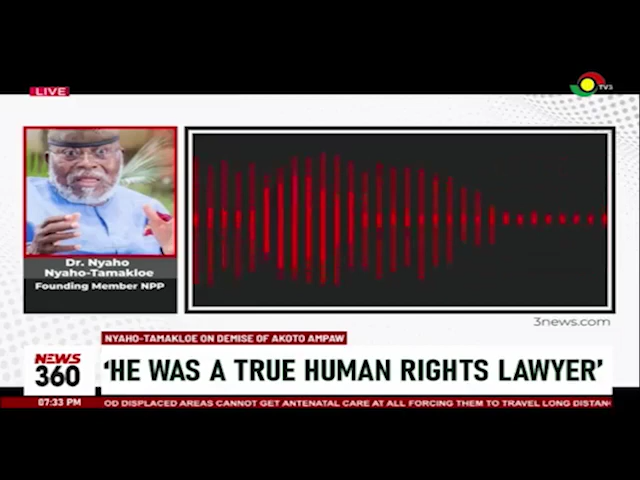 LIVE
TV3
Dr. Nyaho
Nyaho-Tamakloe
Founding Member NPP
3news.com
NYAHO-TAMAKLOE ON DEMISE OF AKOTO AMPAW
NEWS
360
‘HE WAS A TRUE HUMAN RIGHTS LAWYER’
07:33 PM
OD DISPLACED AREAS CANNOT GET ANTENATAL CARE AT ALL FORCING THEM TO TRAVEL LONG DISTAN